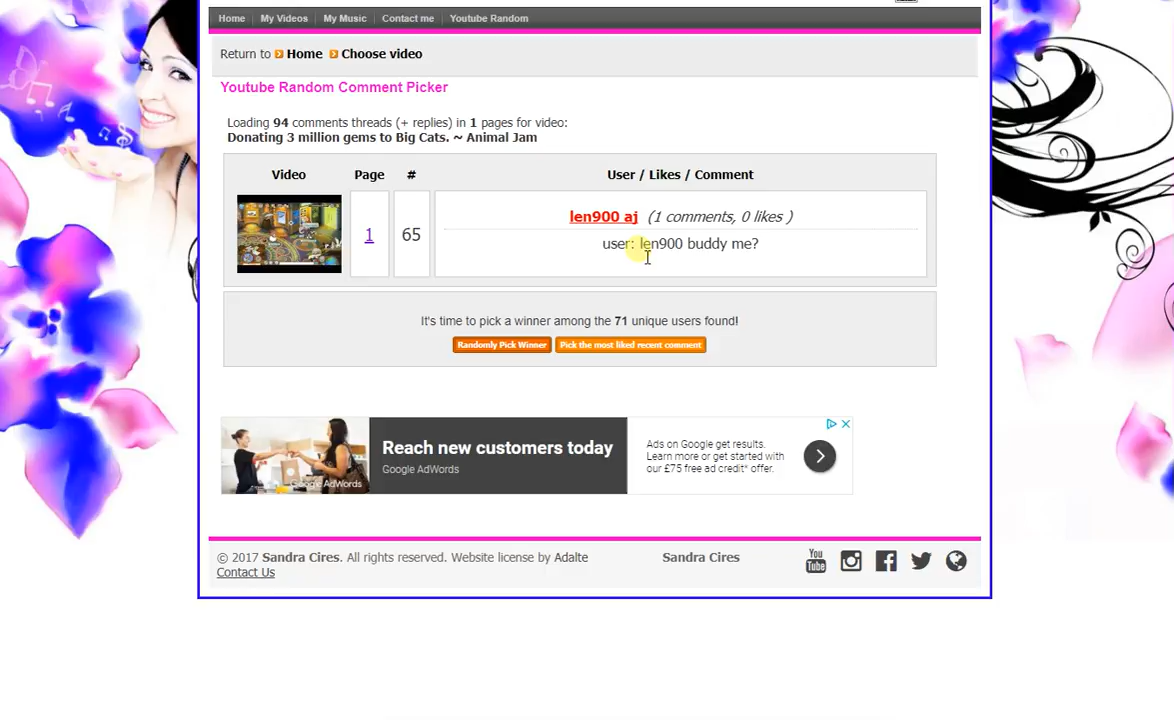 Home My Videos My Music Contact me Youtube Random
Return to Home Choose video
Youtube Random Comment Picker
Loading 94 comments threads (+ replies) in 1 pages for video:
Donating 3 million gems to Big Cats. ~ Animal Jam
Video Page # User / Likes / Comment
1 65 len900 aj (1 comments, 0 likes )
user: len900 buddy me?
It's time to pick a winner among the 71 unique users found!
Randomly Pick Winner Pick the most liked recent comment
Reach new customers today
Google AdWords
Google AdWords
Ads on Google get results.
Learn more or get started with
our £75 free ad credit* offer.
© 2017 Sandra Cires. All rights reserved. Website license by Adalte
Contact Us
Sandra Cires
You
Tube